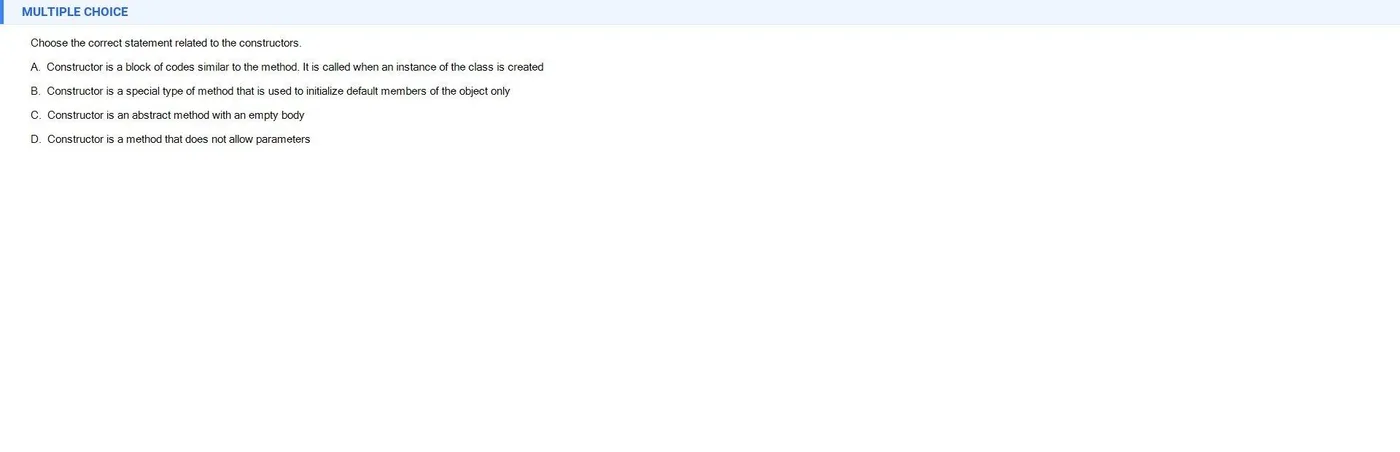 MULTIPLE CHOICE
Choose the correct statement related to the constructors.
A. Constructor is a block of codes similar to the method. It is called when an instance of the class is created
B. Constructor is a special type of method that is used to initialize default members of the object only
C. Constructor is an abstract method with an empty body
D. Constructor is a method that does not allow parameters